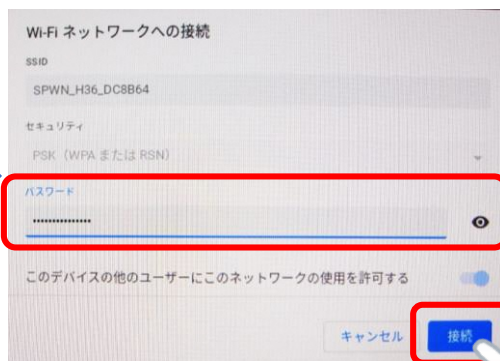 Wi-Fi ネットワークへの接続
SSID
SPWN_H36_DC8B64
セキュリティ
PSK（WPA または RSN）
パスワード
•••••••••••••••
このデバイスの他のユーザーにこのネットワークの使用を許可する
キャンセル
接続